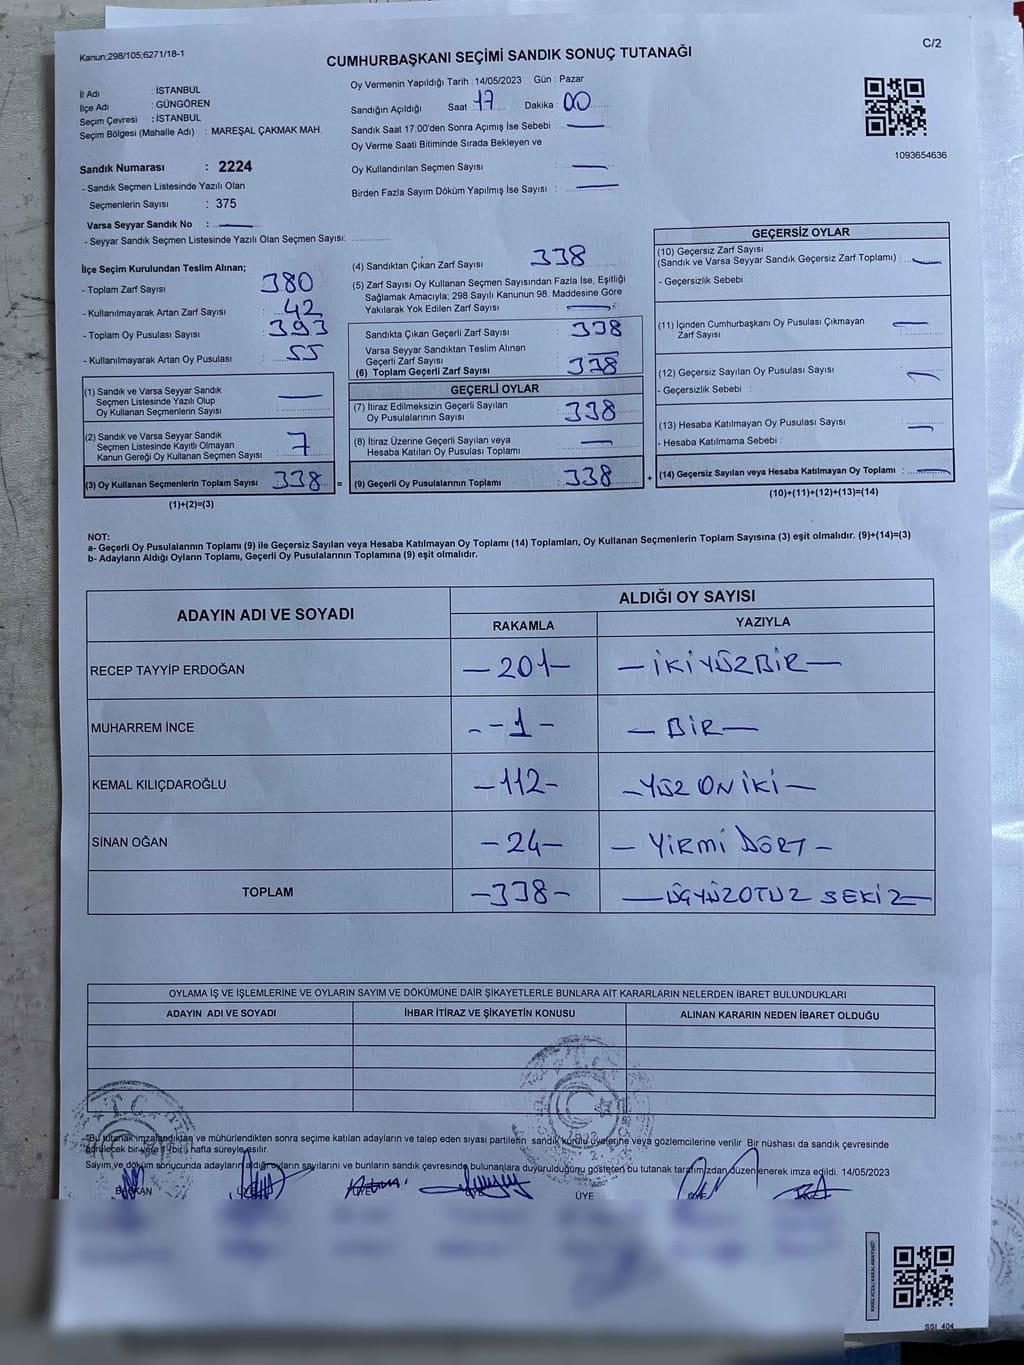 Kanun;298/105;6271/18-1
C/2
CUMHURBAŞKANI SEÇİMİ SANDIK SONUÇ TUTANAĞI
İl Adı : İSTANBUL
İlçe Adı : GÜNGÖREN
Seçim Çevresi : İSTANBUL
Seçim Bölgesi (Mahalle Adı) : MAREŞAL ÇAKMAK MAH.
Sandık Numarası : 2224
- Sandık Seçmen Listesinde Yazılı Olan
Seçmenlerin Sayısı : 375
Varsa Seyyar Sandık No : —
- Seyyar Sandık Seçmen Listesinde Yazılı Olan Seçmen Sayısı:
Oy Vermenin Yapıldığı Tarih : 14/05/2023 Gün : Pazar
Sandığın Açıldığı Saat : 17 Dakika : 00
Sandık Saat 17:00'den Sonra Açımış İse Sebebi : —
Oy Verme Saati Bitiminde Sırada Bekleyen ve
Oy Kullandırılan Seçmen Sayısı : —
Birden Fazla Sayım Döküm Yapılmış İse Sayısı : —
1093654636
İlçe Seçim Kurulundan Teslim Alınan;
- Toplam Zarf Sayısı : 380
- Kullanılmayarak Artan Zarf Sayısı : 42
- Toplam Oy Pusulası Sayısı : 393
- Kullanılmayarak Artan Oy Pusulası : 55
(1) Sandık ve Varsa Seyyar Sandık
Seçmen Listesinde Yazılı Olup
Oy Kullanan Seçmenlerin Sayısı : —
(2) Sandık ve Varsa Seyyar Sandık
Seçmen Listesinde Kayıtlı Olmayan
Kanun Gereği Oy Kullanan Seçmen Sayısı : 7
(3) Oy Kullanan Seçmenlerin Toplam Sayısı : 338 =
(1)+(2)=(3)
(4) Sandıktan Çıkan Zarf Sayısı : 338
(5) Zarf Sayısı Oy Kullanan Seçmen Sayısından Fazla İse, Eşitliği
Sağlamak Amacıyla; 298 Sayılı Kanunun 98. Maddesine Göre
Yakılarak Yok Edilen Zarf Sayısı : —
Sandıkta Çıkan Geçerli Zarf Sayısı : 338
Varsa Seyyar Sandıktan Teslim Alınan
Geçerli Zarf Sayısı : —
(6) Toplam Geçerli Zarf Sayısı : 338
GEÇERLİ OYLAR
(7) İtiraz Edilmeksizin Geçerli Sayılan
Oy Pusulalarının Sayısı : 338
(8) İtiraz Üzerine Geçerli Sayılan veya
Hesaba Katılan Oy Pusulası Toplamı : —
(9) Geçerli Oy Pusulalarının Toplamı : 338 +
GEÇERSİZ OYLAR
(10) Geçersiz Zarf Sayısı
(Sandık ve Varsa Seyyar Sandık Geçersiz Zarf Toplamı) : —
- Geçersizlik Sebebi :
(11) İçinden Cumhurbaşkanı Oy Pusulası Çıkmayan
Zarf Sayısı : —
(12) Geçersiz Sayılan Oy Pusulası Sayısı : —
- Geçersizlik Sebebi :
(13) Hesaba Katılmayan Oy Pusulası Sayısı : —
- Hesaba Katılmama Sebebi :
(14) Geçersiz Sayılan veya Hesaba Katılmayan Oy Toplamı : —
(10)+(11)+(12)+(13)=(14)
NOT:
a- Geçerli Oy Pusulalarının Toplamı (9) ile Geçersiz Sayılan veya Hesaba Katılmayan Oy Toplamı (14) Toplamları, Oy Kullanan Seçmenlerin Toplam Sayısına (3) eşit olmalıdır. (9)+(14)=(3)
b- Adayların Aldığı Oyların Toplamı, Geçerli Oy Pusulalarının Toplamına (9) eşit olmalıdır.
ADAYIN ADI VE SOYADI
ALDIĞI OY SAYISI
RAKAMLA YAZIYLA
RECEP TAYYİP ERDOĞAN —201— —İKİYÜZBİR—
MUHARREM İNCE --1- —BİR—
KEMAL KILIÇDAROĞLU -112- -YÜZ ON İKİ—
SİNAN OĞAN -24- —YİRMİ DÖRT-
TOPLAM -338- —ÜÇYÜZOTUZ SEKİZ—
OYLAMA İŞ VE İŞLEMLERİNE VE OYLARIN SAYIM VE DÖKÜMÜNE DAİR ŞİKAYETLERLE BUNLARA AİT KARARLARIN NELERDEN İBARET BULUNDUKLARI
ADAYIN ADI VE SOYADI İHBAR İTİRAZ VE ŞİKAYETİN KONUSU ALINAN KARARIN NEDEN İBARET OLDUĞU
T.C.
*Bu tutanak imzalandıktan ve mühürlendikten sonra seçime katılan adayların ve talep eden siyasi partilerin sandık kurulu üyelerine veya gözlemcilerine verilir. Bir nüshası da sandık çevresinde
görülecek bir yere 1 (bir) hafta süreyle asılır.
Sayım ve döküm sonucunda adayların aldığı oyların sayılarını ve bunların sandık çevresinde bulunanlara duyurulduğunu gösteren bu tutanak tarafımızdan düzenlenerek imza edildi. 14/05/2023
BAŞKAN
ÜYE
SSİ_404